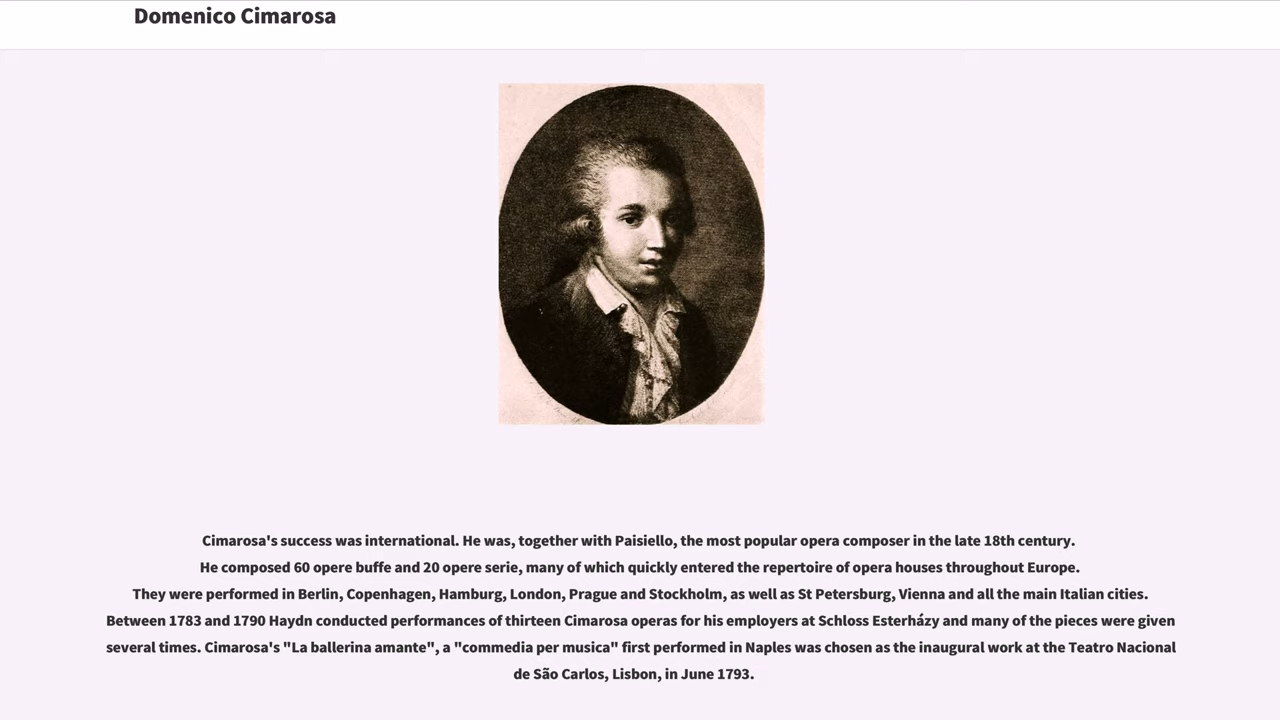 Domenico Cimarosa
Cimarosa's success was international. He was, together with Paisiello, the most popular opera composer in the late 18th century.
He composed 60 opere buffe and 20 opere serie, many of which quickly entered the repertoire of opera houses throughout Europe.
They were performed in Berlin, Copenhagen, Hamburg, London, Prague and Stockholm, as well as St Petersburg, Vienna and all the main Italian cities.
Between 1783 and 1790 Haydn conducted performances of thirteen Cimarosa operas for his employers at Schloss Esterházy and many of the pieces were given
several times. Cimarosa's "La ballerina amante", a "commedia per musica" first performed in Naples was chosen as the inaugural work at the Teatro Nacional
de São Carlos, Lisbon, in June 1793.